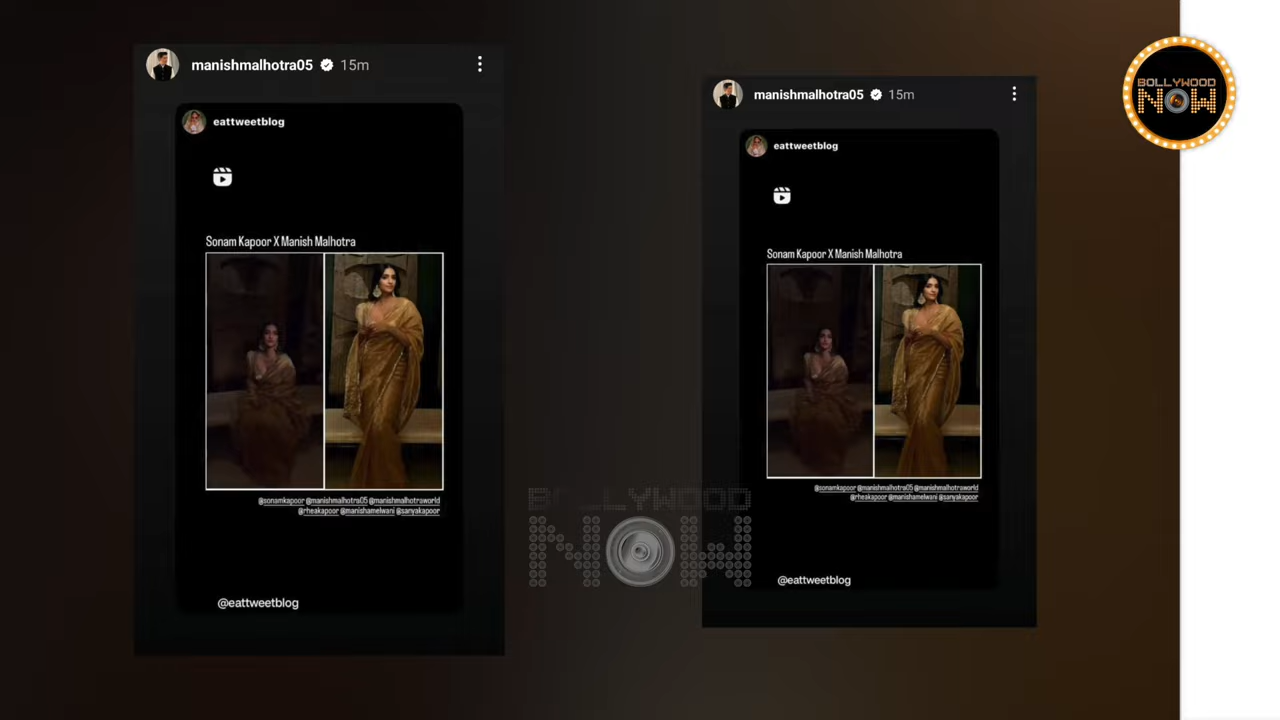 manishmalhotra05 15m
eattweetblog
Sonam Kapoor X Manish Malhotra
@sonamkapoor @manishmalhotra05 @manishmalhotraworld
@rheakapoor @manishamelwani @sanyakapoor
@eattweetblog
manishmalhotra05 15m
eattweetblog
Sonam Kapoor X Manish Malhotra
@sonamkapoor @manishmalhotra05 @manishmalhotraworld
@rheakapoor @manishamelwani @sanyakapoor
@eattweetblog
BOLLYWOOD
NOW
BOLLYWOOD
NOW